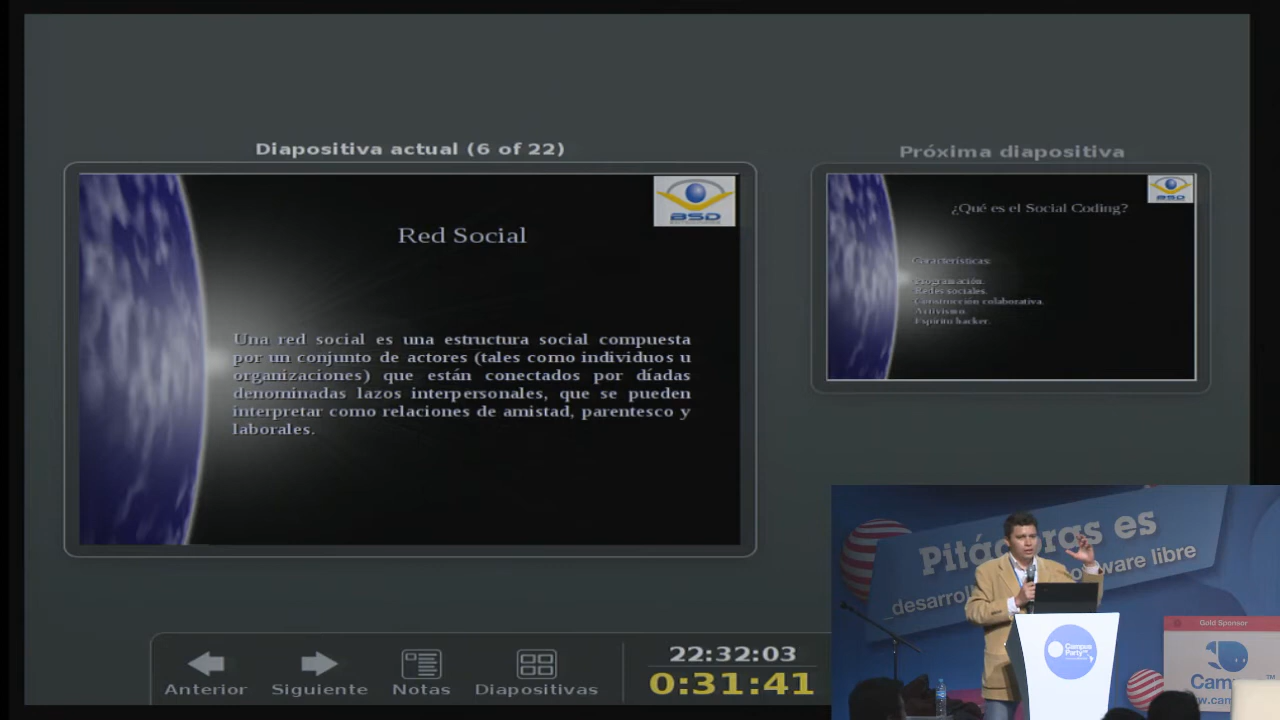 Diapositiva actual (6 of 22)
BSD
Red Social
Una red social es una estructura social compuesta
por un conjunto de actores (tales como individuos u
organizaciones) que están conectados por díadas
denominadas lazos interpersonales, que se pueden
interpretar como relaciones de amistad, parentesco y
laborales.
Próxima diapositiva
BSD
¿Qué es el Social Coding?
Características:
Programación.
Redes sociales.
Construcción colaborativa.
Activismo.
Espíritu hacker.
Anterior
Siguiente
Notas
Diapositivas
22:32:03
0:31:41
es
desarroll
ware libre
Campus
Party
Gold Sponsor
Cam
www.cam